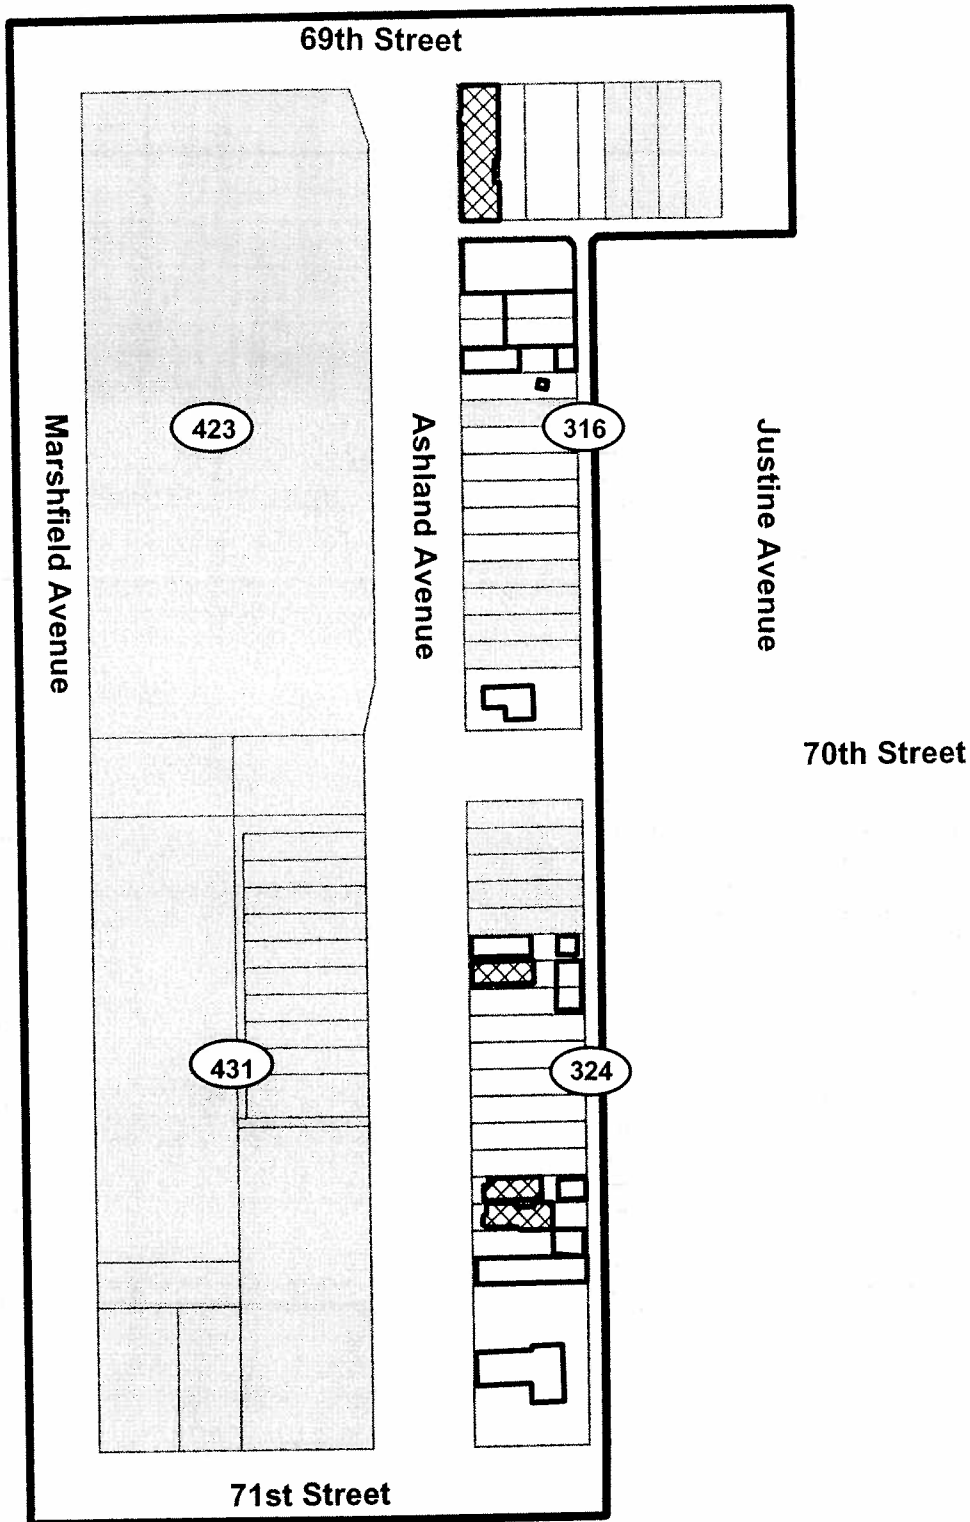 69th Street
423
316
Marshfield Avenue
Ashland Avenue
Justine Avenue
70th Street
431
324
71st Street